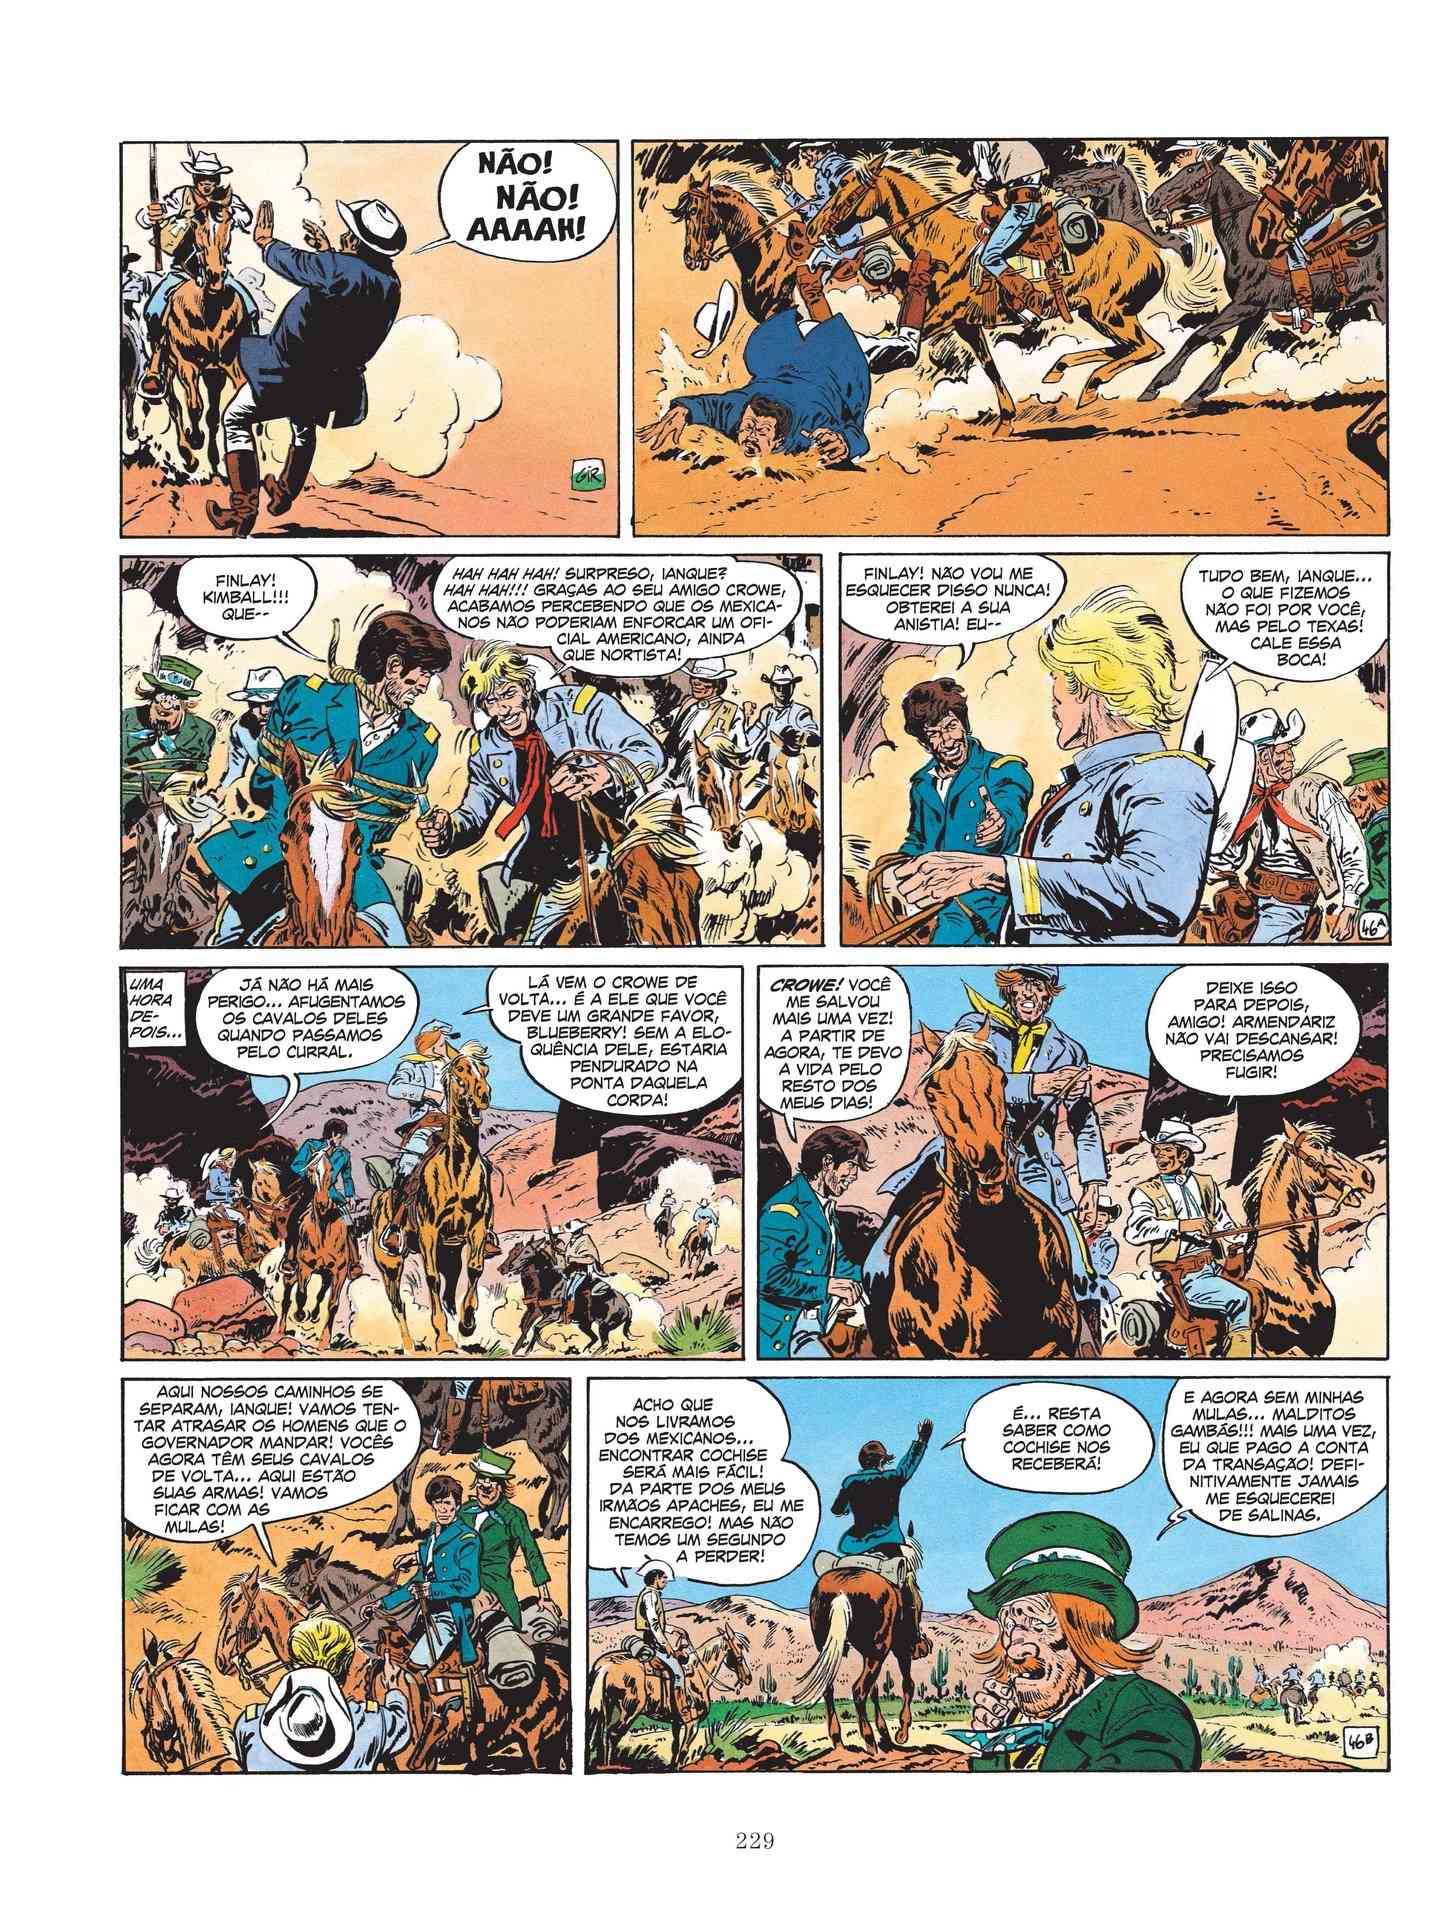 NÃO!
NÃO!
AAAAH!
GIR
FINLAY!
KIMBALL!!!
QUE--
HAH HAH HAH! SURPRESO, IANQUE?
HAH HAH!!! GRAÇAS AO SEU AMIGO CROWE,
ACABAMOS PERCEBENDO QUE OS MEXICA-
NOS NÃO PODERIAM ENFORCAR UM OFI-
CIAL AMERICANO, AINDA
QUE NORTISTA!
FINLAY! NÃO VOU ME
ESQUECER DISSO NUNCA!
OBTEREI A SUA
ANISTIA! EU--
TUDO BEM, IANQUE...
O QUE FIZEMOS
NÃO FOI POR VOCÊ,
MAS PELO TEXAS!
CALE ESSA
BOCA!
46A
UMA
HORA
DE-
POIS...
JÁ NÃO HÁ MAIS
PERIGO... AFUGENTAMOS
OS CAVALOS DELES
QUANDO PASSAMOS
PELO CURRAL.
LÁ VEM O CROWE DE
VOLTA... É A ELE QUE VOCÊ
DEVE UM GRANDE FAVOR,
BLUEBERRY! SEM A ELO-
QUÊNCIA DELE, ESTARIA
PENDURADO NA
PONTA DAQUELA
CORDA!
CROWE! VOCÊ
ME SALVOU
MAIS UMA VEZ!
A PARTIR DE
AGORA, TE DEVO
A VIDA PELO
RESTO DOS
MEUS DIAS!
DEIXE ISSO
PARA DEPOIS,
AMIGO! ARMENDARIZ
NÃO VAI DESCANSAR!
PRECISAMOS
FUGIR!
AQUI NOSSOS CAMINHOS SE
SEPARAM, IANQUE! VAMOS TEN-
TAR ATRASAR OS HOMENS QUE O
GOVERNADOR MANDAR! VOCÊS
AGORA TÊM SEUS CAVALOS
DE VOLTA... AQUI ESTÃO
SUAS ARMAS! VAMOS
FICAR COM AS
MULAS!
ACHO QUE
NOS LIVRAMOS
DOS MEXICANOS...
ENCONTRAR COCHISE
SERÁ MAIS FÁCIL!
DA PARTE DOS MEUS
IRMÃOS APACHES, EU ME
ENCARREGO! MAS NÃO
TEMOS UM SEGUNDO
A PERDER!
É... RESTA
SABER COMO
COCHISE NOS
RECEBERÁ!
E AGORA SEM MINHAS
MULAS... MALDITOS
GAMBÁS!!! MAIS UMA VEZ,
EU QUE PAGO A CONTA
DA TRANSAÇÃO! DEFI-
NITIVAMENTE JAMAIS
ME ESQUECEREI
DE SALINAS.
46B
229